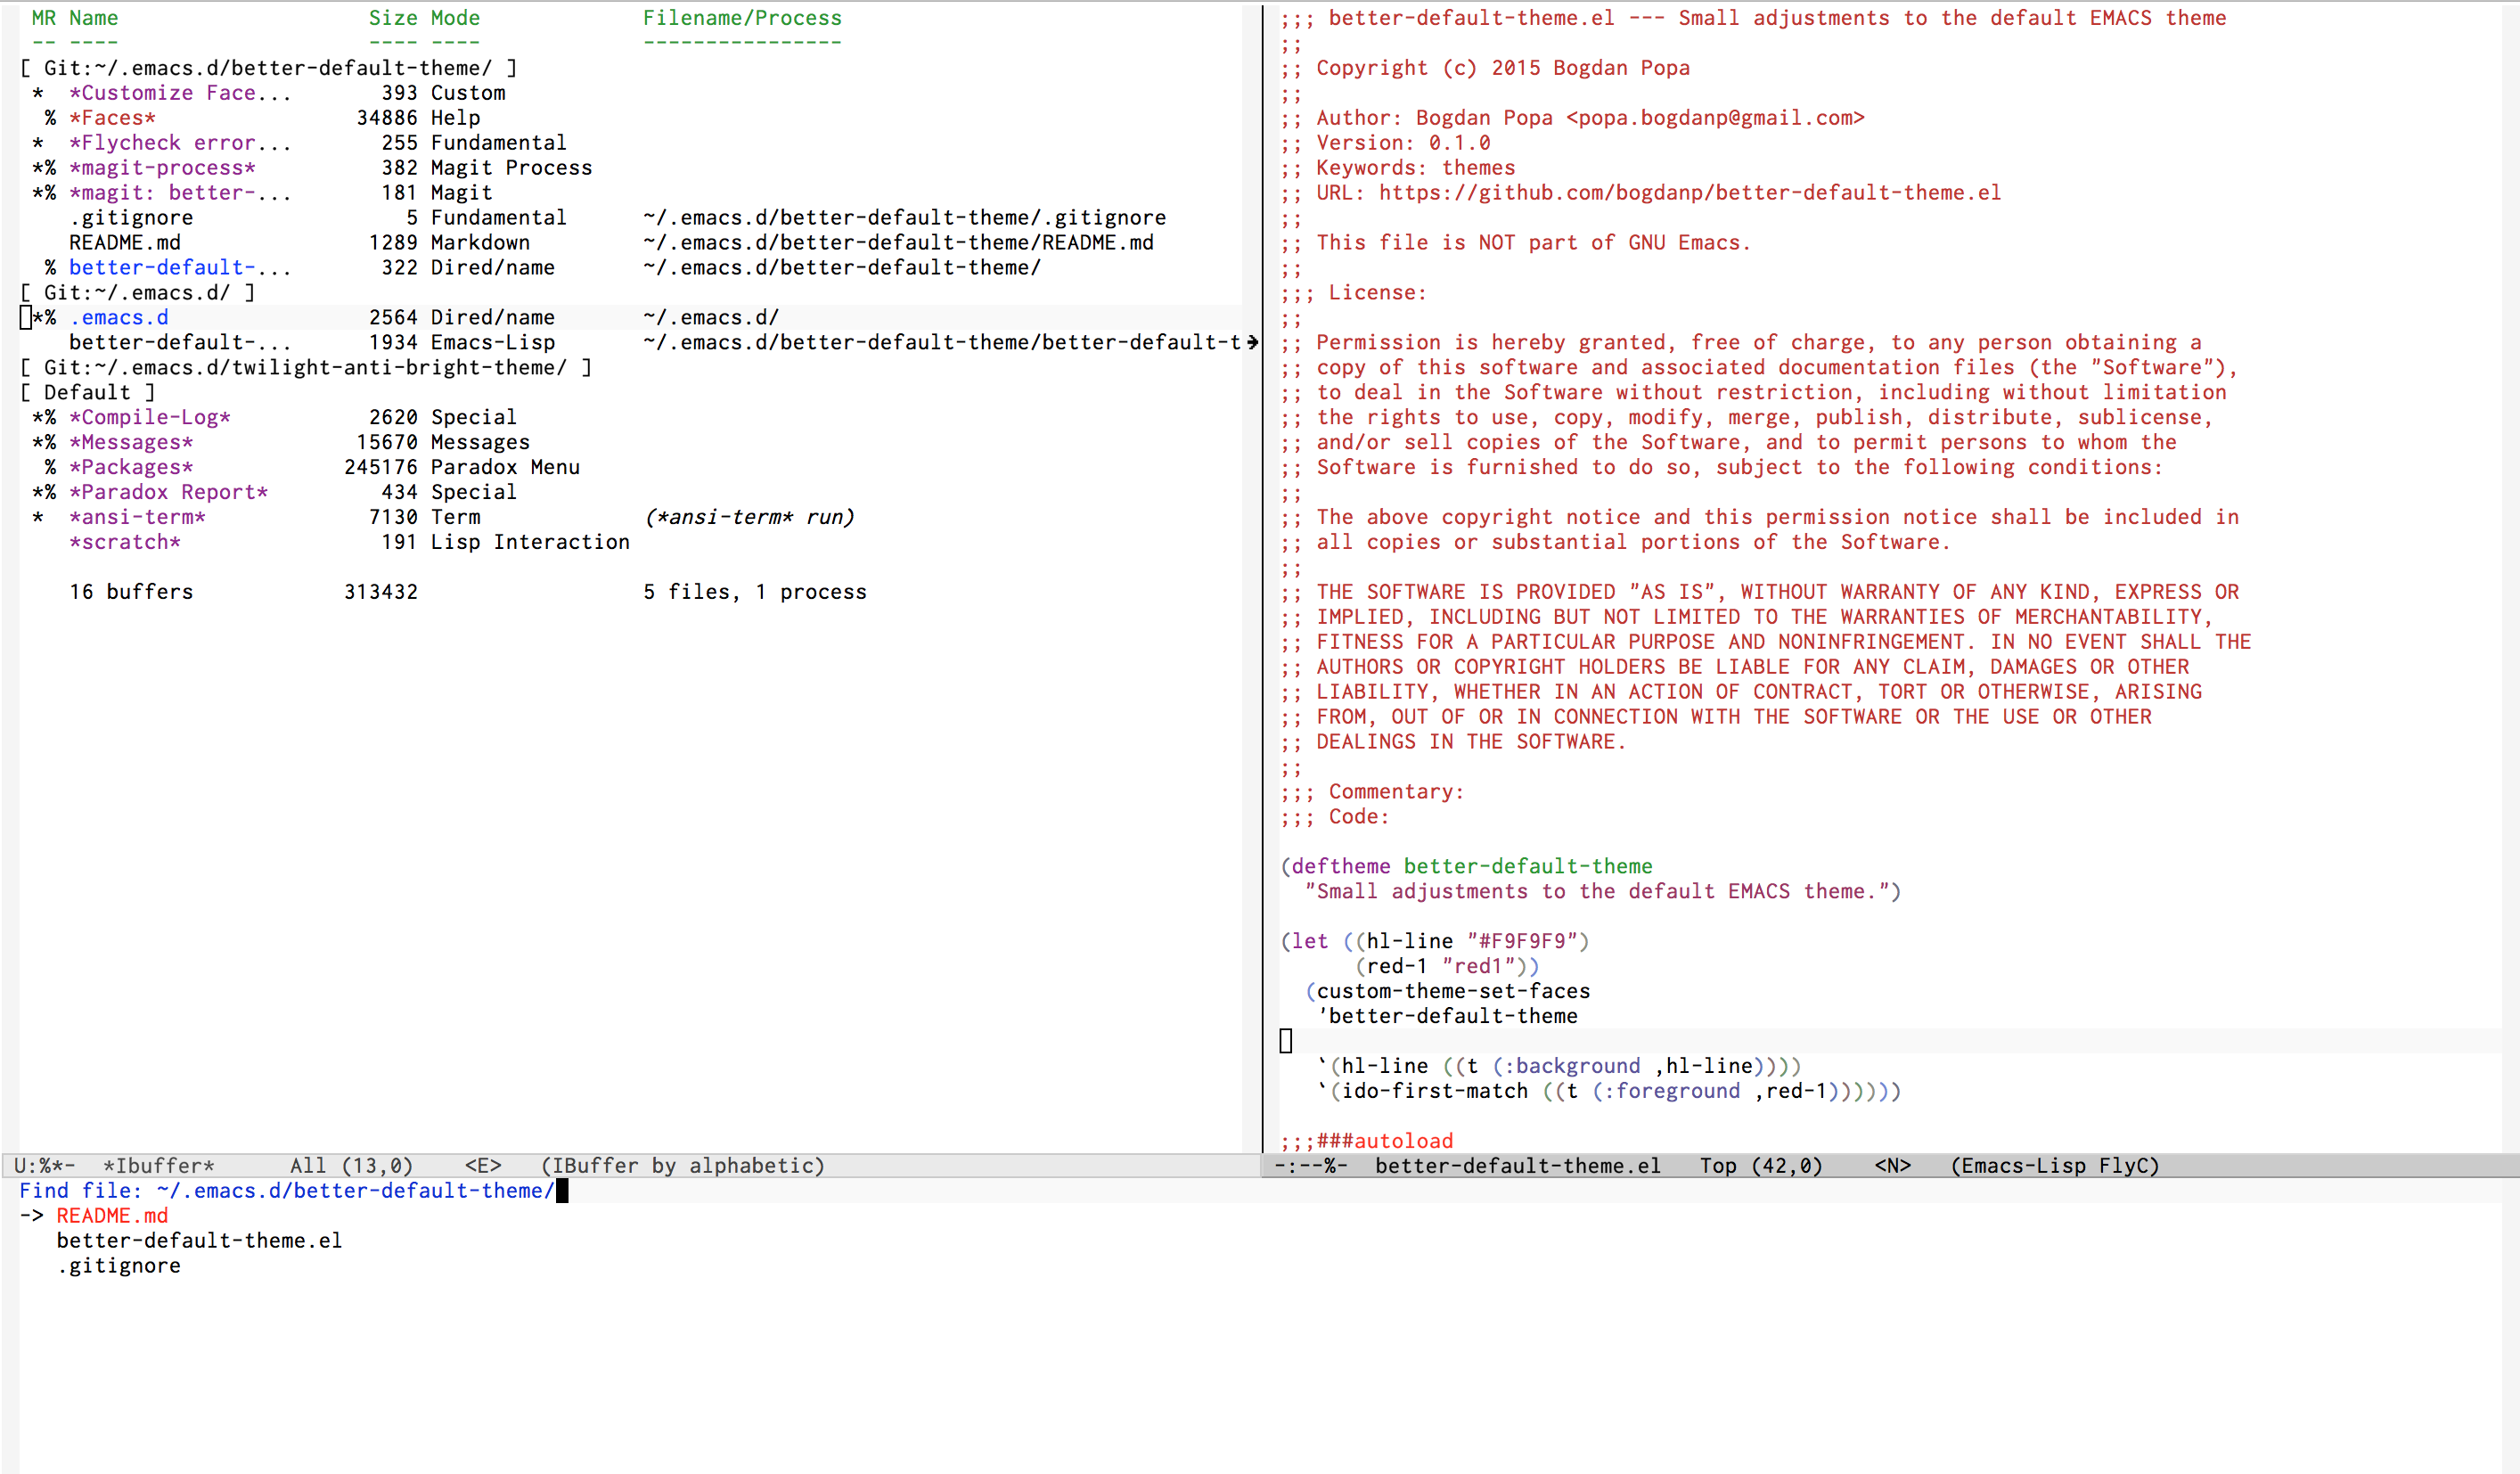 MR Name                    Size Mode             Filename/Process
-- ----                    ---- ----             ----------------
[ Git:~/.emacs.d/better-default-theme/ ]
 *  *Customize Face...       393 Custom
  % *Faces*                34886 Help
 *  *Flycheck error...       255 Fundamental
 *% *magit-process*          382 Magit Process
 *% *magit: better-...       181 Magit
    .gitignore                 5 Fundamental      ~/.emacs.d/better-default-theme/.gitignore
    README.md               1289 Markdown         ~/.emacs.d/better-default-theme/README.md
  % better-default-...       322 Dired/name       ~/.emacs.d/better-default-theme/
[ Git:~/.emacs.d/ ]
 *% .emacs.d                2564 Dired/name       ~/.emacs.d/
    better-default-...      1934 Emacs-Lisp       ~/.emacs.d/better-default-theme/better-default-t
[ Git:~/.emacs.d/twilight-anti-bright-theme/ ]
[ Default ]
 *% *Compile-Log*           2620 Special
 *% *Messages*             15670 Messages
  % *Packages*            245176 Paradox Menu
 *% *Paradox Report*         434 Special
 *  *ansi-term*             7130 Term             (*ansi-term* run)
    *scratch*                191 Lisp Interaction
    16 buffers            313432                  5 files, 1 process
U:%*-  *Ibuffer*      All (13,0)    <E>   (IBuffer by alphabetic)
;;; better-default-theme.el --- Small adjustments to the default EMACS theme
;;
;; Copyright (c) 2015 Bogdan Popa
;;
;; Author: Bogdan Popa <popa.bogdanp@gmail.com>
;; Version: 0.1.0
;; Keywords: themes
;; URL: https://github.com/bogdanp/better-default-theme.el
;;
;; This file is NOT part of GNU Emacs.
;;
;;; License:
;;
;; Permission is hereby granted, free of charge, to any person obtaining a
;; copy of this software and associated documentation files (the "Software"),
;; to deal in the Software without restriction, including without limitation
;; the rights to use, copy, modify, merge, publish, distribute, sublicense,
;; and/or sell copies of the Software, and to permit persons to whom the
;; Software is furnished to do so, subject to the following conditions:
;;
;; The above copyright notice and this permission notice shall be included in
;; all copies or substantial portions of the Software.
;;
;; THE SOFTWARE IS PROVIDED "AS IS", WITHOUT WARRANTY OF ANY KIND, EXPRESS OR
;; IMPLIED, INCLUDING BUT NOT LIMITED TO THE WARRANTIES OF MERCHANTABILITY,
;; FITNESS FOR A PARTICULAR PURPOSE AND NONINFRINGEMENT. IN NO EVENT SHALL THE
;; AUTHORS OR COPYRIGHT HOLDERS BE LIABLE FOR ANY CLAIM, DAMAGES OR OTHER
;; LIABILITY, WHETHER IN AN ACTION OF CONTRACT, TORT OR OTHERWISE, ARISING
;; FROM, OUT OF OR IN CONNECTION WITH THE SOFTWARE OR THE USE OR OTHER
;; DEALINGS IN THE SOFTWARE.
;;
;;; Commentary:
;;; Code:
(deftheme better-default-theme
  "Small adjustments to the default EMACS theme.")
(let ((hl-line "#F9F9F9")
      (red-1 "red1"))
  (custom-theme-set-faces
   'better-default-theme
   `(hl-line ((t (:background ,hl-line))))
   `(ido-first-match ((t (:foreground ,red-1))))))
;;;###autoload
-:--%-  better-default-theme.el   Top (42,0)    <N>   (Emacs-Lisp FlyC)
Find file: ~/.emacs.d/better-default-theme/
-> README.md
   better-default-theme.el
   .gitignore